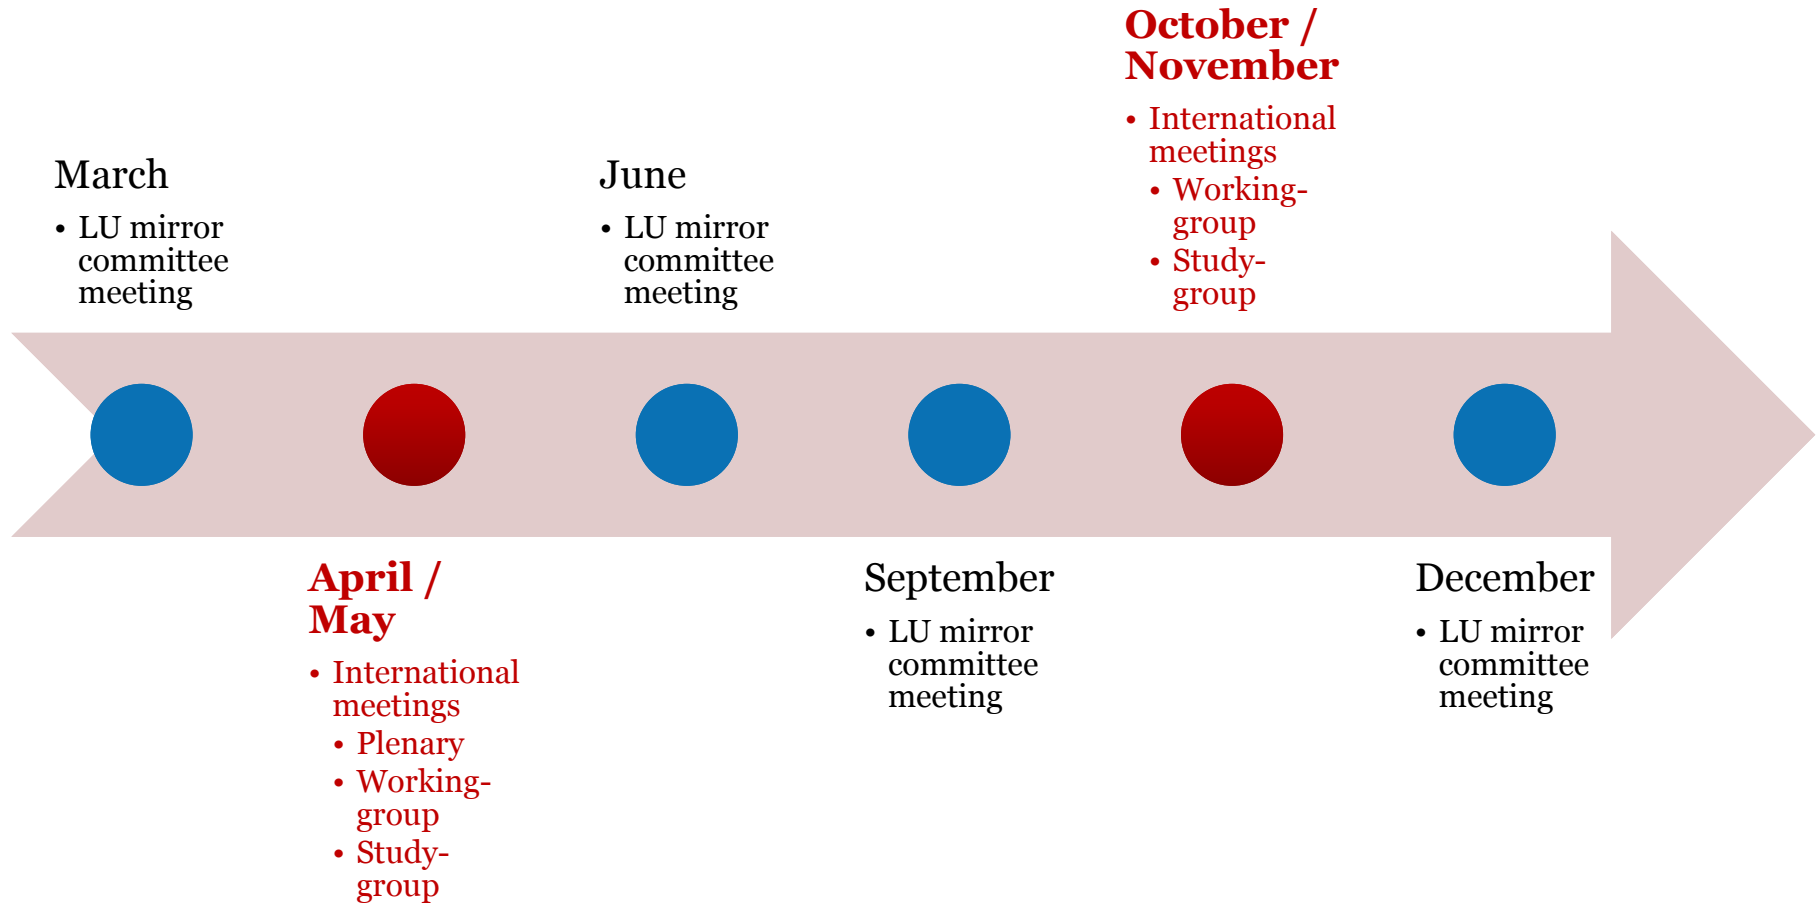 March
• LU mirror
committee
meeting
April /
May
• International
meetings
• Plenary
• Working-
group
• Study-
group
June
• LU mirror
committee
meeting
September
• LU mirror
committee
meeting
October /
November
• International
meetings
• Working-
group
• Study-
group
December
• LU mirror
committee
meeting